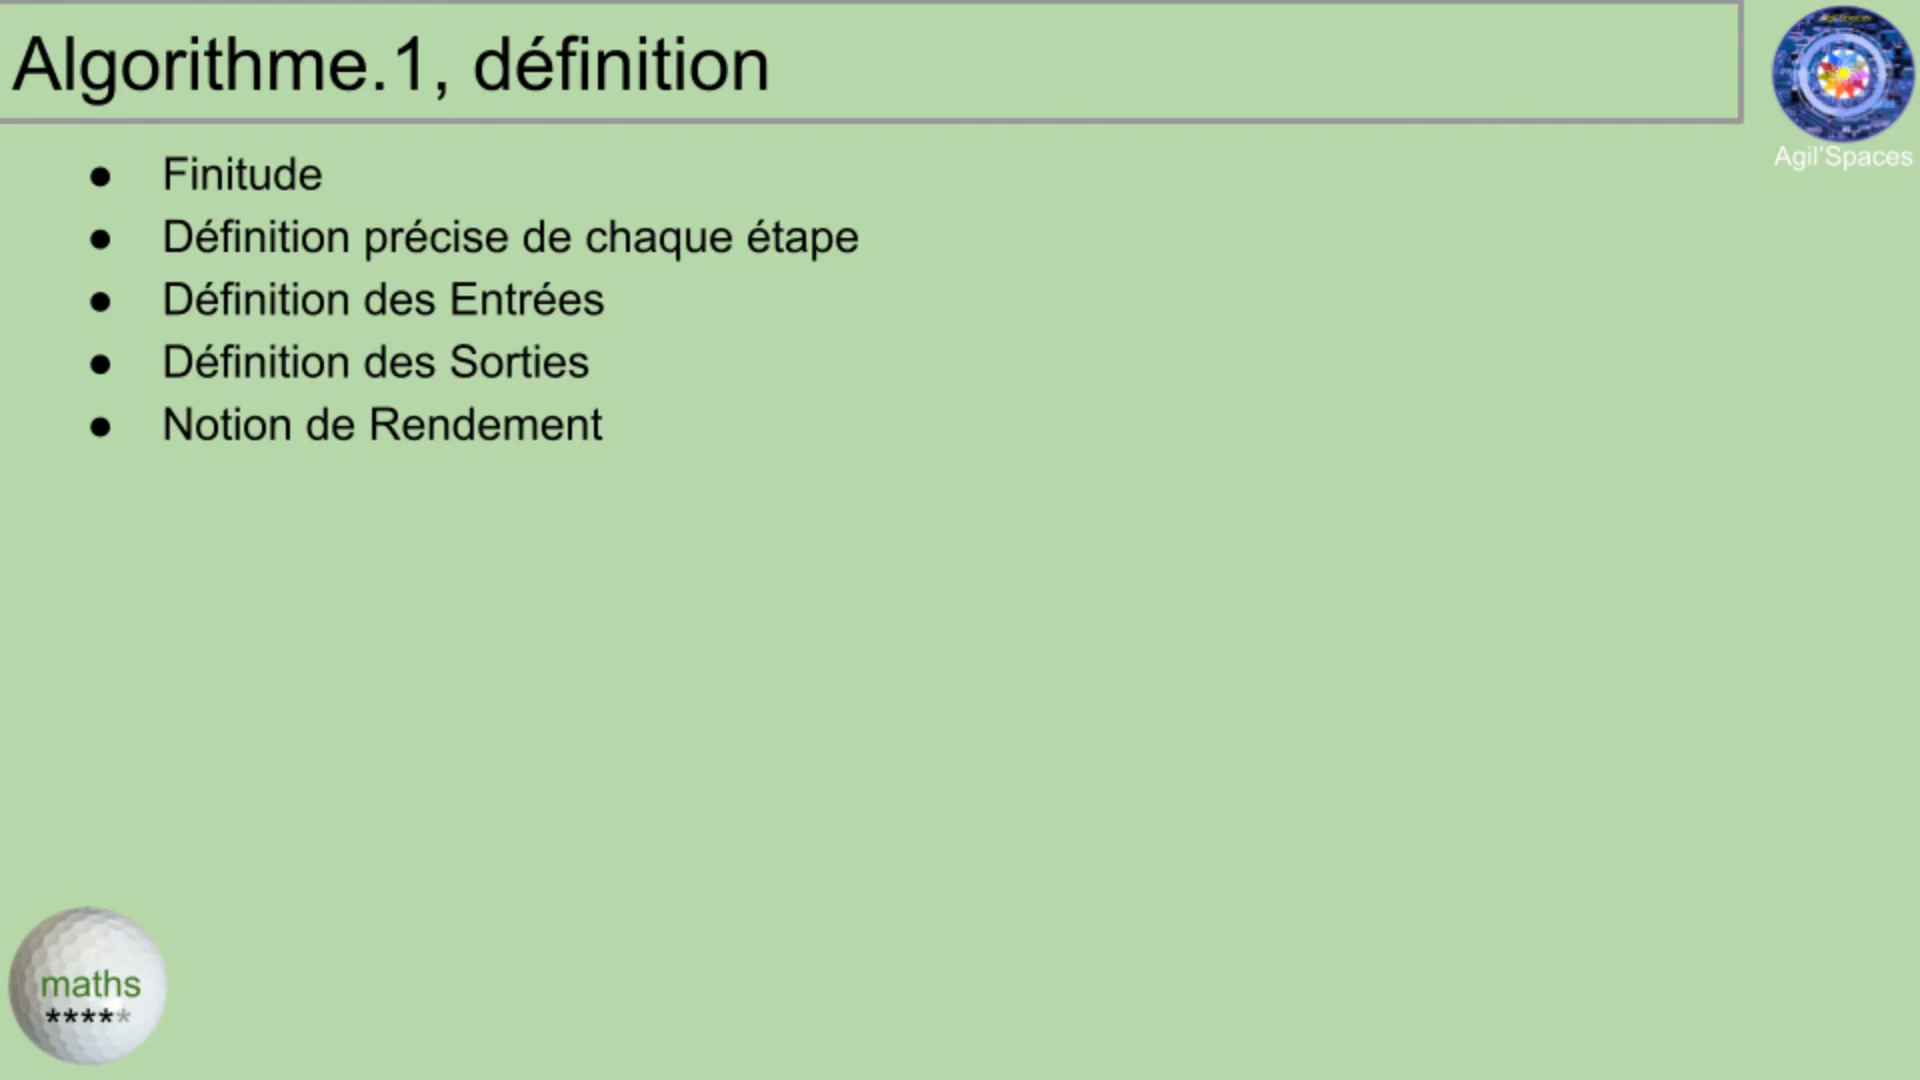 Algorithme.1, définition
Agil'Spaces
● Finitude
● Définition précise de chaque étape
● Définition des Entrées
● Définition des Sorties
● Notion de Rendement
maths
*****